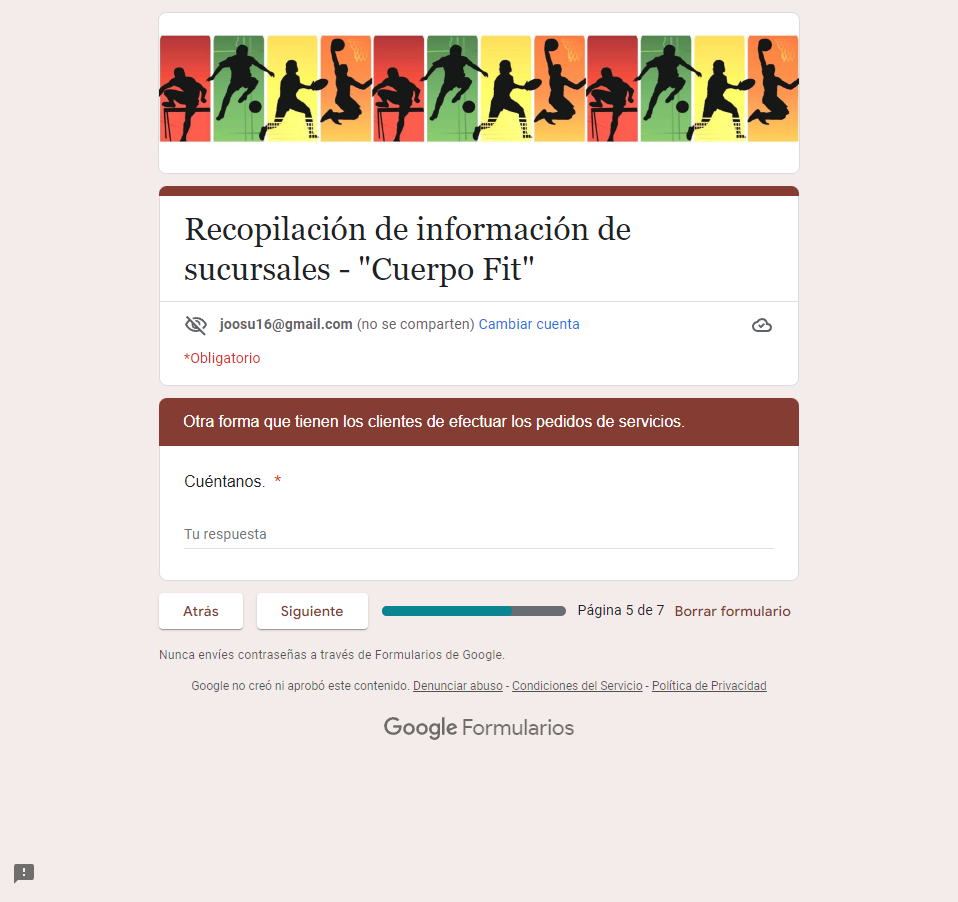 Recopilación de información de
sucursales - "Cuerpo Fit"
joosu16@gmail.com (no se comparten) Cambiar cuenta
*Obligatorio
Otra forma que tienen los clientes de efectuar los pedidos de servicios.
Cuéntanos. *
Tu respuesta
Atrás Siguiente Página 5 de 7 Borrar formulario
Nunca envíes contraseñas a través de Formularios de Google.
Google no creó ni aprobó este contenido. Denunciar abuso - Condiciones del Servicio - Política de Privacidad
Google Formularios